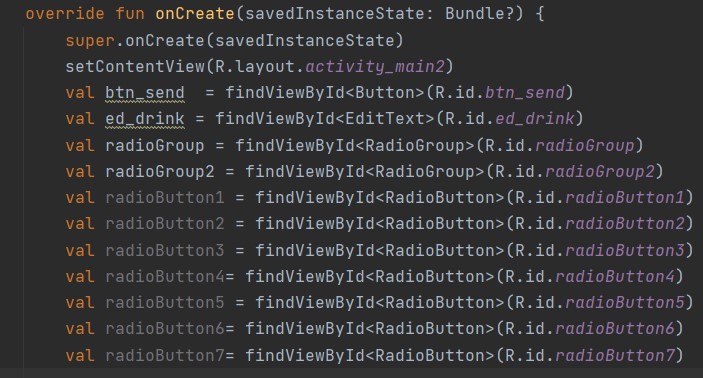 override fun onCreate(savedInstanceState: Bundle?) {
super.onCreate(savedInstanceState)
setContentView(R.layout.activity_main2)
val btn_send  = findViewById<Button>(R.id.btn_send)
val ed_drink = findViewById<EditText>(R.id.ed_drink)
val radioGroup = findViewById<RadioGroup>(R.id.radioGroup)
val radioGroup2 = findViewById<RadioGroup>(R.id.radioGroup2)
val radioButton1 = findViewById<RadioButton>(R.id.radioButton1)
val radioButton2 = findViewById<RadioButton>(R.id.radioButton2)
val radioButton3 = findViewById<RadioButton>(R.id.radioButton3)
val radioButton4= findViewById<RadioButton>(R.id.radioButton4)
val radioButton5 = findViewById<RadioButton>(R.id.radioButton5)
val radioButton6= findViewById<RadioButton>(R.id.radioButton6)
val radioButton7= findViewById<RadioButton>(R.id.radioButton7)